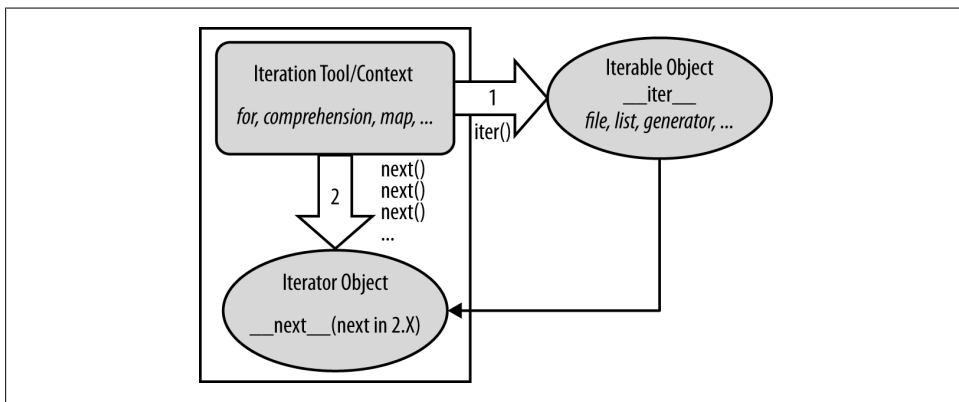 Iteration Tool/Context
for, comprehension, map, ...
1
iter()
Iterable Object
__iter__
file, list, generator, ...
2
next()
next()
next()
...
Iterator Object
__next__(next in 2.X)